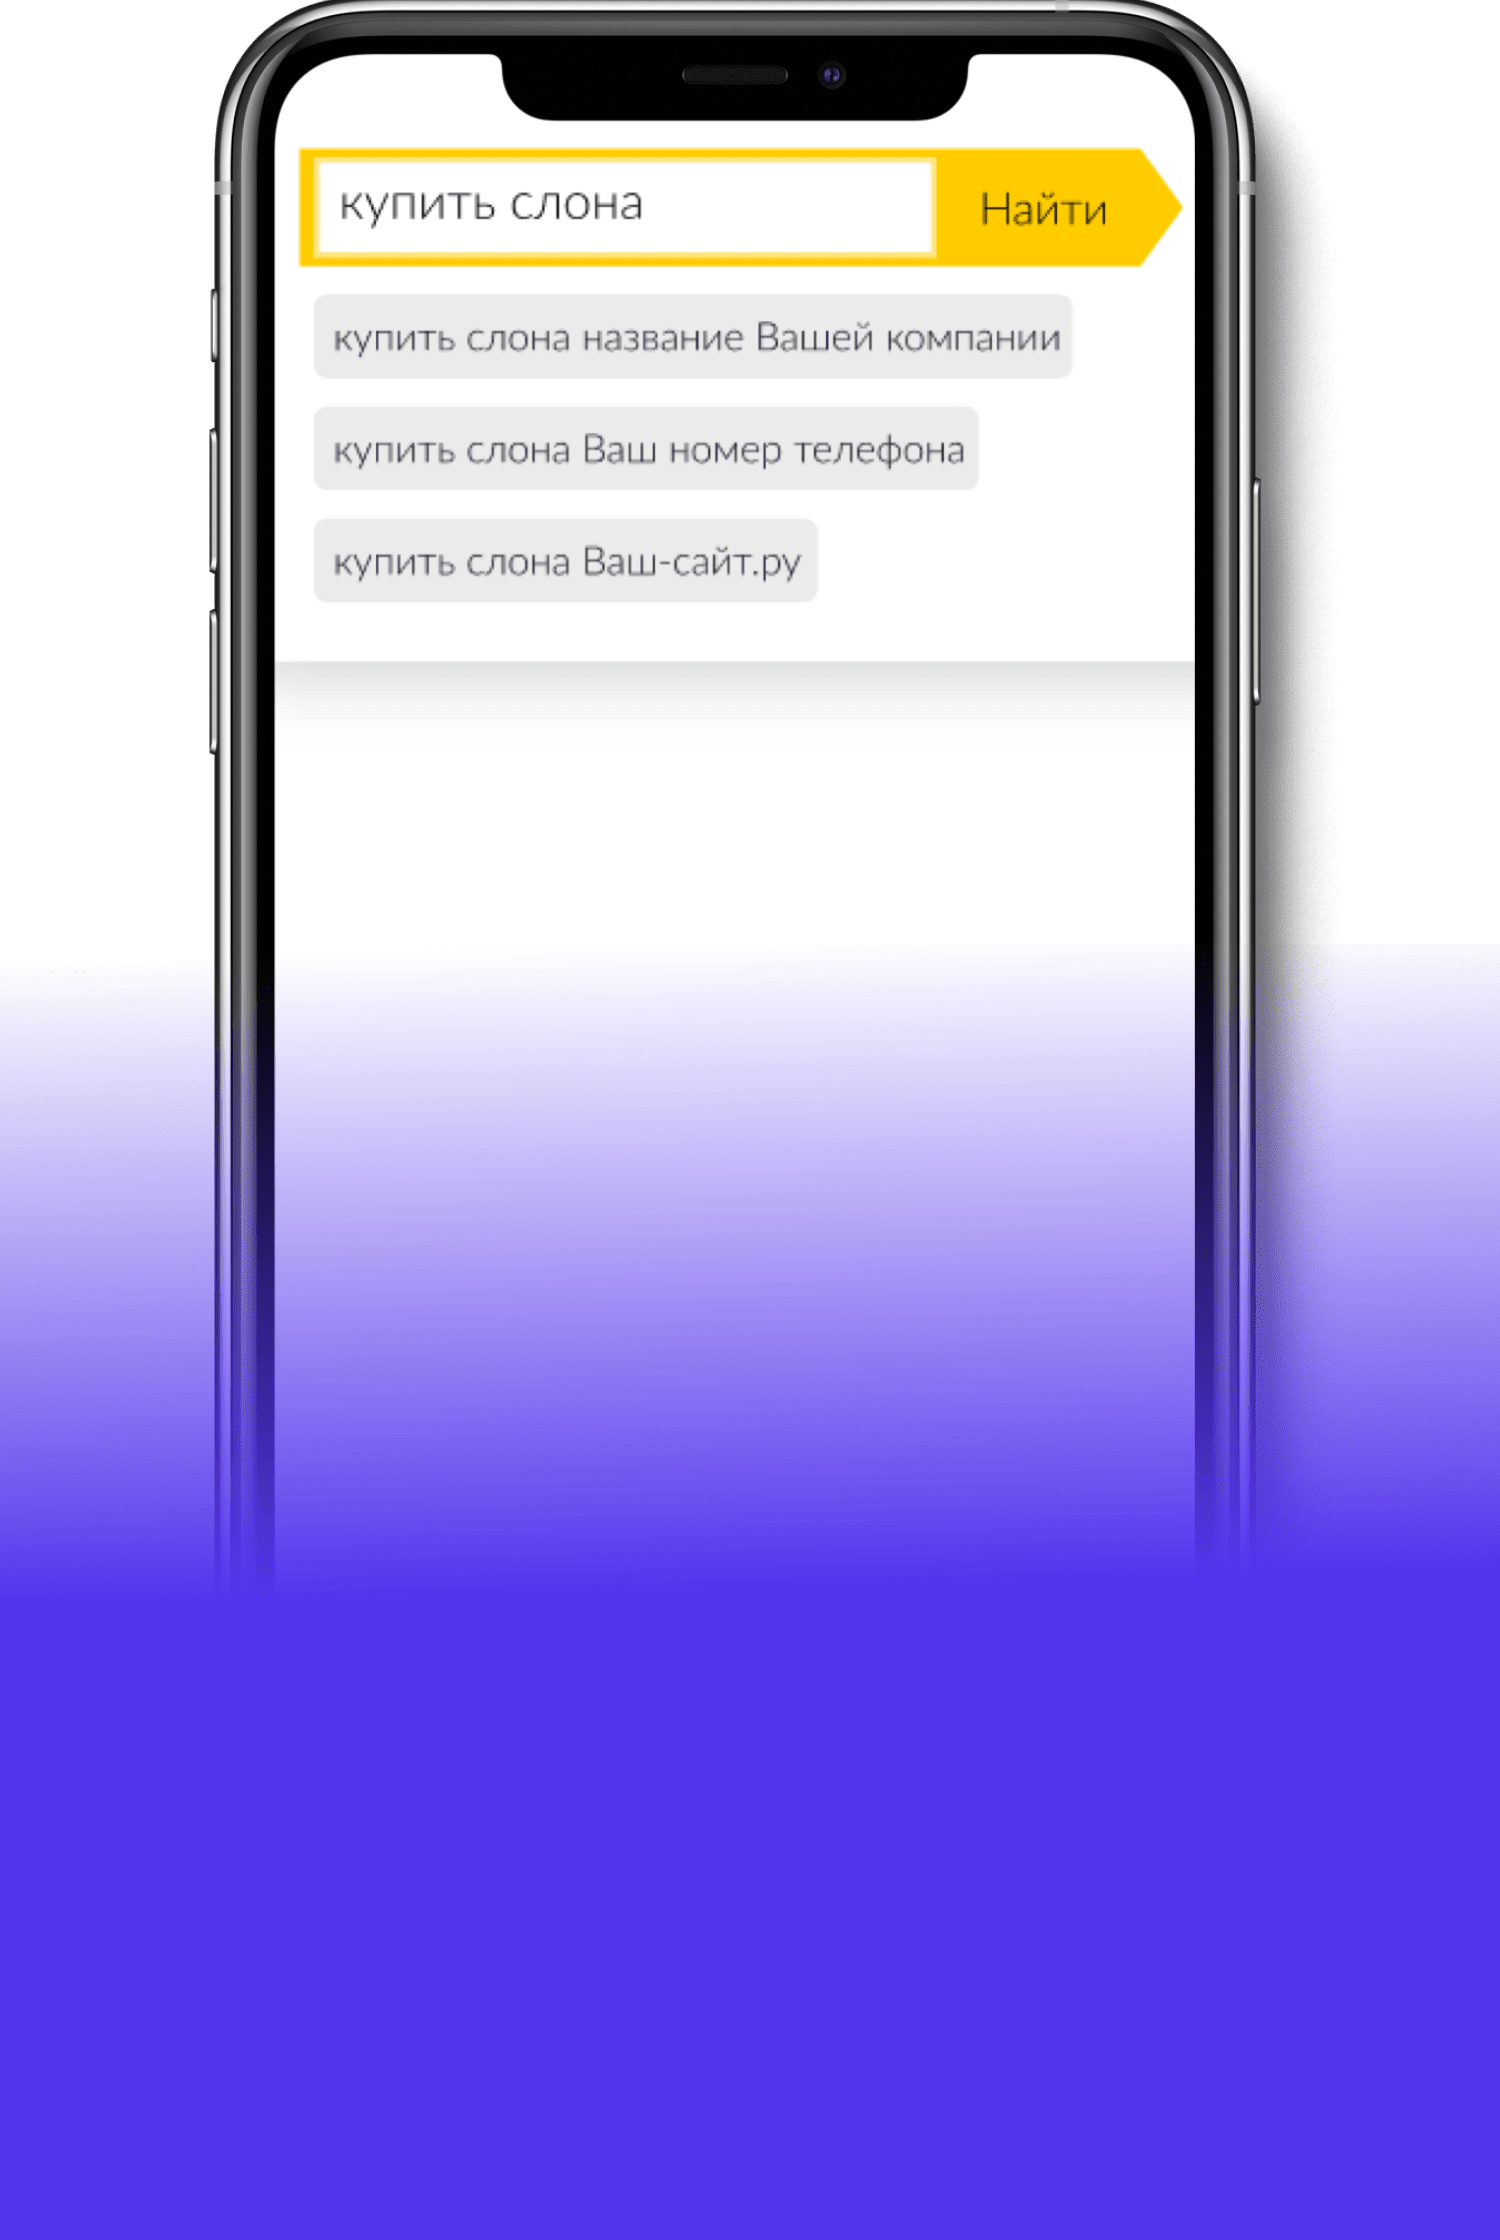 купить слона
Найти
купить слона название Вашей компании
купить слона Ваш номер телефона
купить слона Ваш-сайт.ру